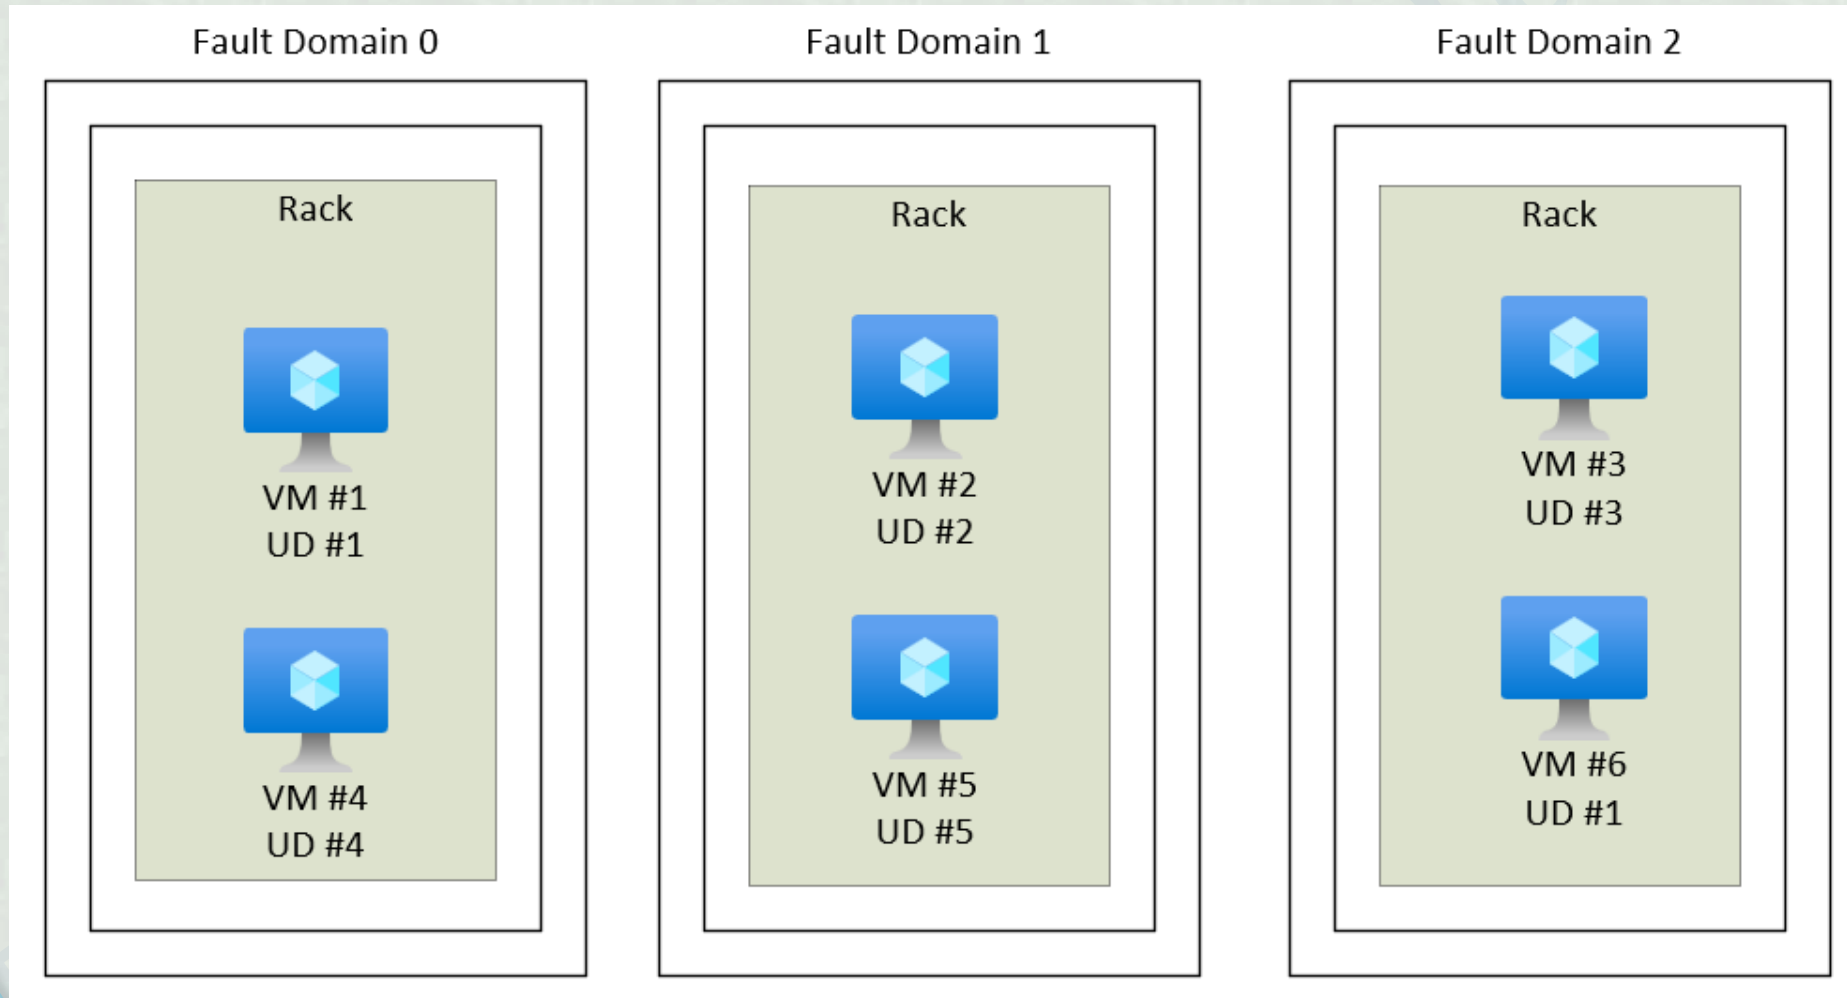 Fault Domain 0
Rack
VM #1
UD #1
VM #4
UD #4
Fault Domain 1
Rack
VM #2
UD #2
VM #5
UD #5
Fault Domain 2
Rack
VM #3
UD #3
VM #6
UD #1